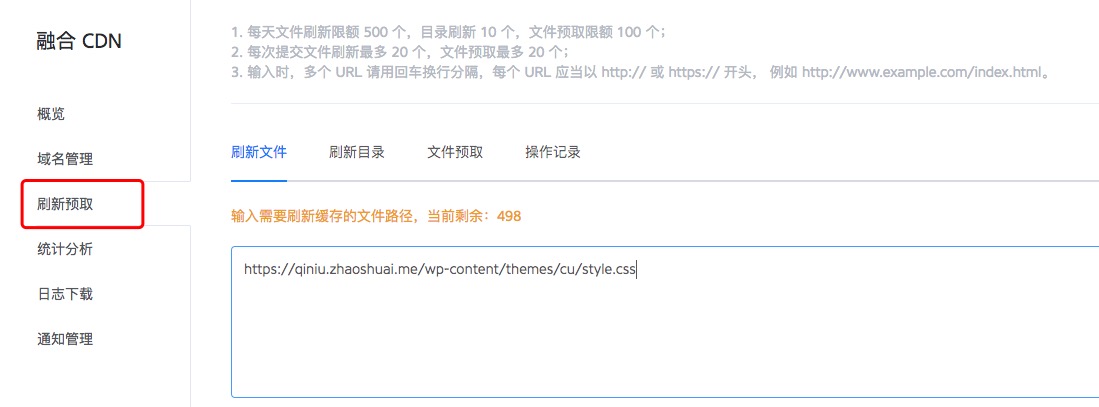 融合 CDN
概览
域名管理
刷新预取
统计分析
日志下载
通知管理
1. 每天文件刷新限额 500 个，目录刷新 10 个，文件预取限额 100 个；
2. 每次提交文件刷新最多 20 个，文件预取最多 20 个；
3. 输入时，多个 URL 请用回车换行分隔，每个 URL 应当以 http:// 或 https:// 开头， 例如 http://www.example.com/index.html。
刷新文件 刷新目录 文件预取 操作记录
输入需要刷新缓存的文件路径，当前剩余：498
https://qiniu.zhaoshuai.me/wp-content/themes/cu/style.css